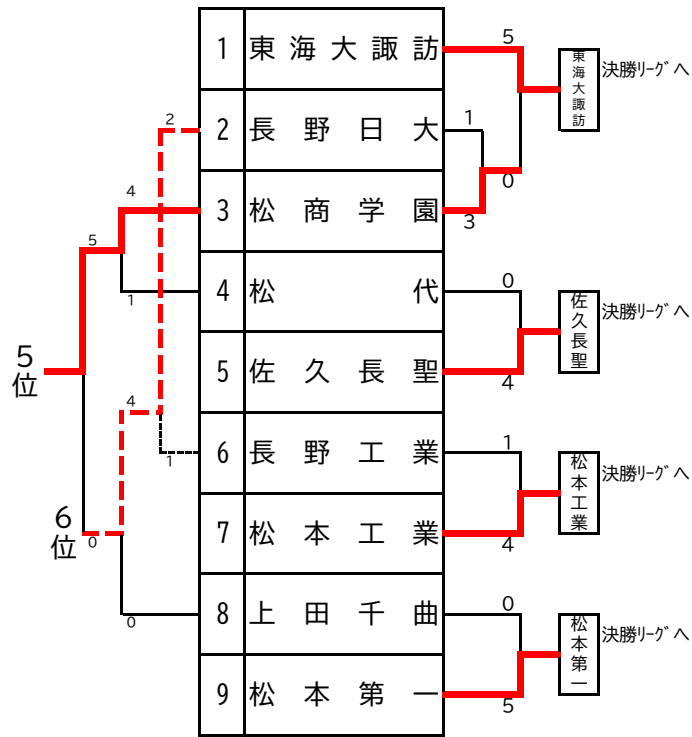 1 東海大諏訪
2 長野日大
3 松商学園
4 松代
5 佐久長聖
6 長野工業
7 松本工業
8 上田千曲
9 松本第一
5
1
3
0
東海大諏訪
決勝ﾘｰｸﾞへ
0
4
佐久長聖
決勝ﾘｰｸﾞへ
1
4
松本工業
決勝ﾘｰｸﾞへ
0
5
松本第一
決勝ﾘｰｸﾞへ
2
4
5
1
5位
4
1
6位
0
0